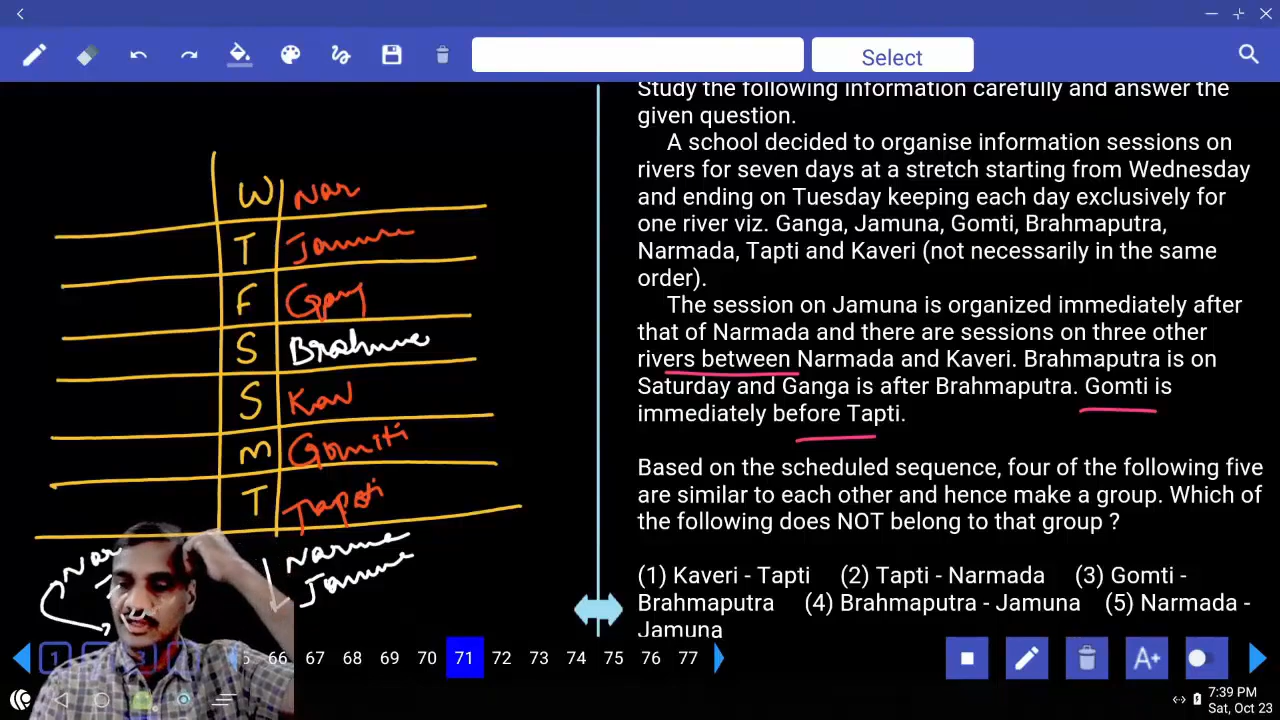 Select
Study the following information carefully and answer the
given question.
A school decided to organise information sessions on
rivers for seven days at a stretch starting from Wednesday
and ending on Tuesday keeping each day exclusively for
one river viz. Ganga, Jamuna, Gomti, Brahmaputra,
Narmada, Tapti and Kaveri (not necessarily in the same
order).
The session on Jamuna is organized immediately after
that of Narmada and there are sessions on three other
rivers between Narmada and Kaveri. Brahmaputra is on
Saturday and Ganga is after Brahmaputra. Gomti is
immediately before Tapti.
Based on the scheduled sequence, four of the following five
are similar to each other and hence make a group. Which of
the following does NOT belong to that group ?
(1) Kaveri - Tapti (2) Tapti - Narmada (3) Gomti -
Brahmaputra (4) Brahmaputra - Jamuna (5) Narmada -
Jamuna
W Nar
T
F
S
S Kav
M Gomiti
T
Nar
66 67 68 69 70 71 72 73 74 75 76 77
A+
7:39 PM
Sat, Oct 23